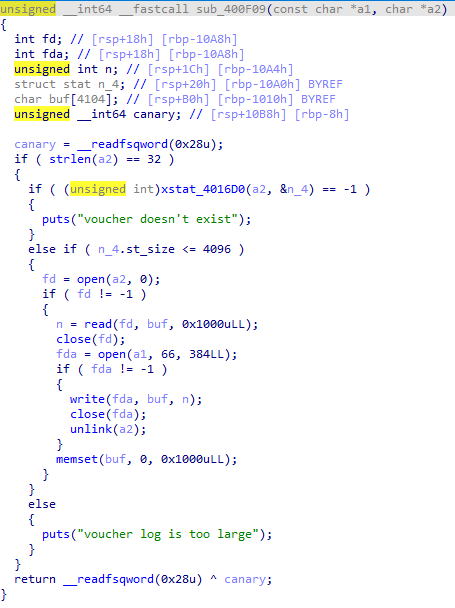 unsigned __int64 __fastcall sub_400F09(const char *a1, char *a2)
{
  int fd; // [rsp+18h] [rbp-10A8h]
  int fda; // [rsp+18h] [rbp-10A8h]
  unsigned int n; // [rsp+1Ch] [rbp-10A4h]
  struct stat n_4; // [rsp+20h] [rbp-10A0h] BYREF
  char buf[4104]; // [rsp+B0h] [rbp-1010h] BYREF
  unsigned __int64 canary; // [rsp+10B8h] [rbp-8h]

  canary = __readfsqword(0x28u);
  if ( strlen(a2) == 32 )
  {
    if ( (unsigned int)xstat_4016D0(a2, &n_4) == -1 )
    {
      puts("voucher doesn't exist");
    }
    else if ( n_4.st_size <= 4096 )
    {
      fd = open(a2, 0);
      if ( fd != -1 )
      {
        n = read(fd, buf, 0x1000uLL);
        close(fd);
        fda = open(a1, 66, 384LL);
        if ( fda != -1 )
        {
          write(fda, buf, n);
          close(fda);
          unlink(a2);
        }
        memset(buf, 0, 0x1000uLL);
      }
    }
    else
    {
      puts("voucher log is too large");
    }
  }
  return __readfsqword(0x28u) ^ canary;
}